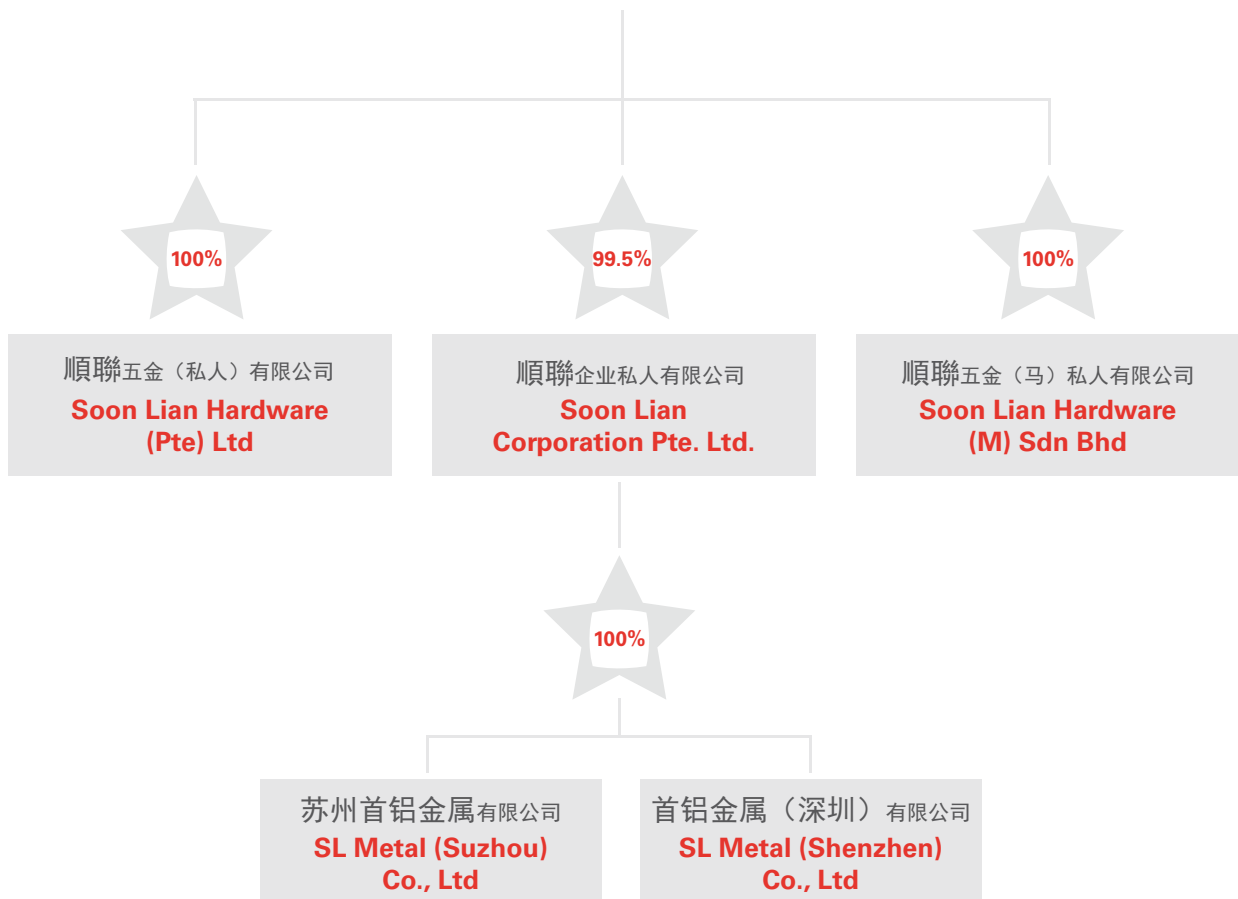 100%
99.5%
100%
順聯五金（私人）有限公司
Soon Lian Hardware
(Pte) Ltd
順聯企业私人有限公司
Soon Lian
Corporation Pte. Ltd.
順聯五金（马）私人有限公司
Soon Lian Hardware
(M) Sdn Bhd
100%
苏州首铝金属有限公司
SL Metal (Suzhou)
Co., Ltd
首铝金属（深圳）有限公司
SL Metal (Shenzhen)
Co., Ltd